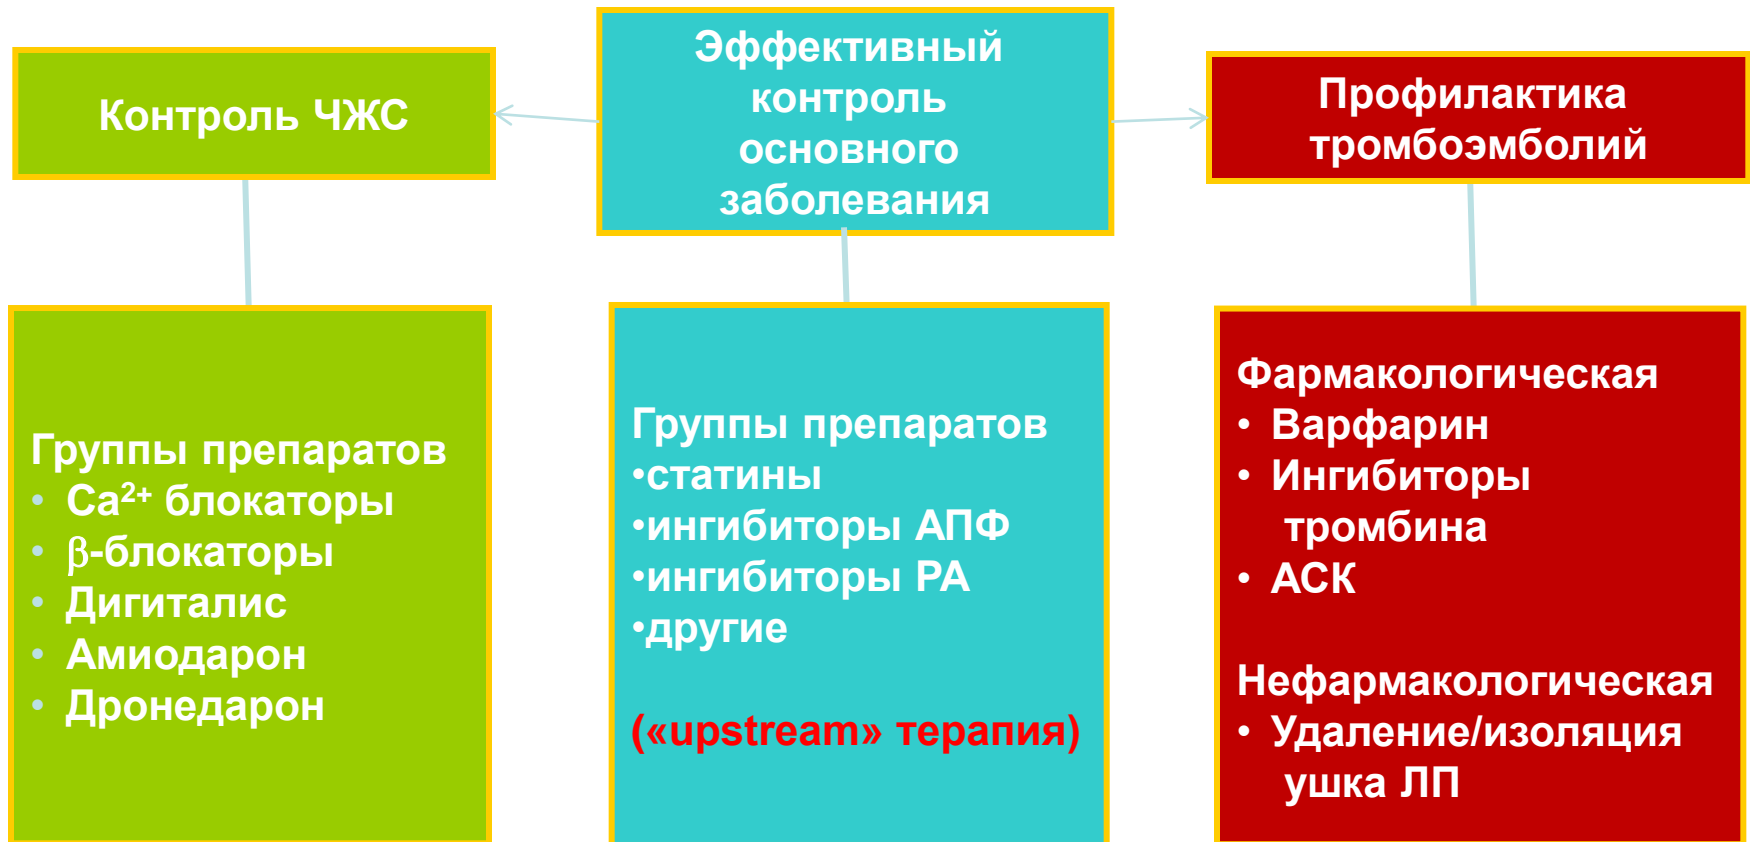 Контроль ЧЖС
Эффективный
контроль
основного
заболевания
Профилактика
тромбоэмболий
Группы препаратов
• Ca²⁺ блокаторы
• β-блокаторы
• Дигиталис
• Амиодарон
• Дронедарон
Группы препаратов
•статины
•ингибиторы АПФ
•ингибиторы РА
•другие
(«upstream» терапия)
Фармакологическая
• Варфарин
• Ингибиторы
тромбина
• АСК
Нефармакологическая
• Удаление/изоляция
ушка ЛП